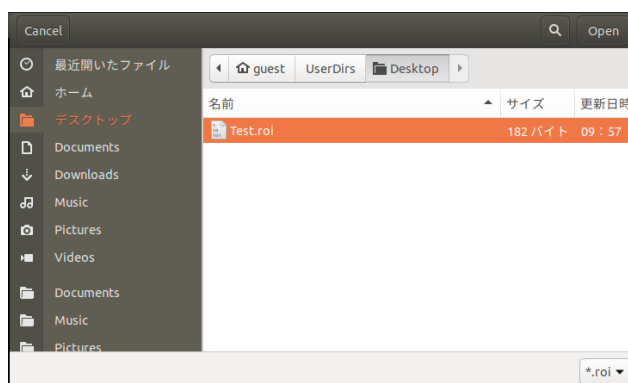 Cancel Open
最近開いたファイル
ホーム
デスクトップ
Documents
Downloads
Music
Pictures
Videos
Documents
Music
Pictures
guest UserDirs Desktop
名前 サイズ 更新日時
Test.roi 182 バイト 09：57
*.roi